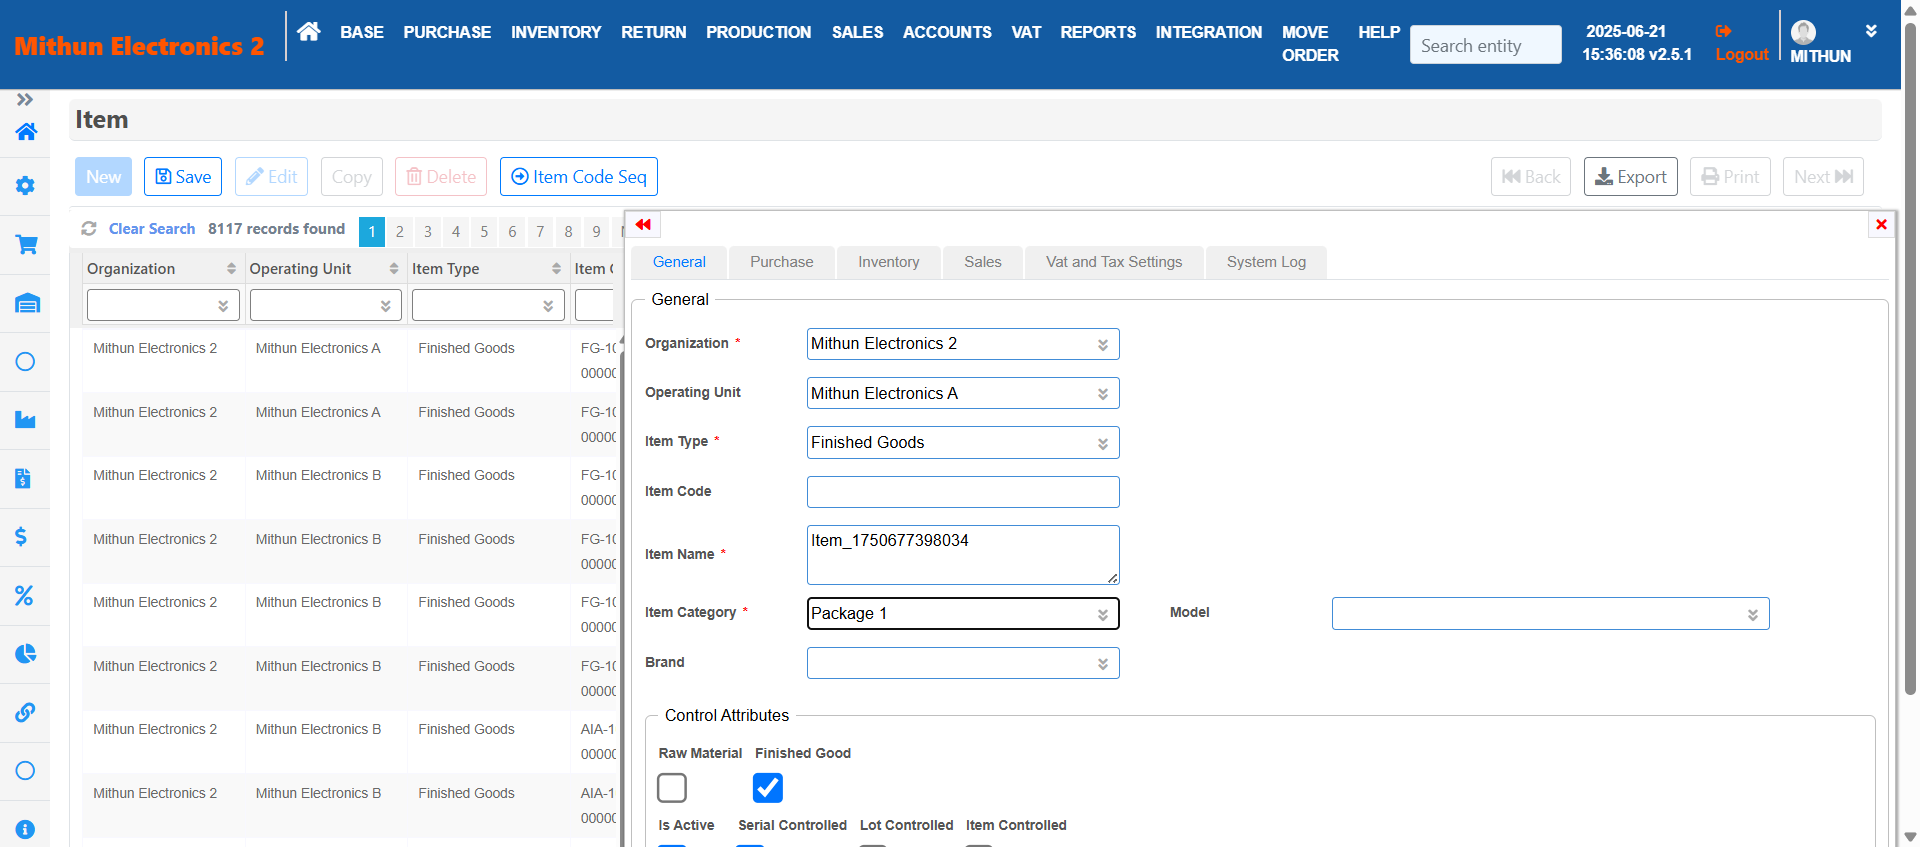 Mithun Electronics 2
BASE PURCHASE INVENTORY RETURN PRODUCTION SALES ACCOUNTS VAT REPORTS INTEGRATION MOVE ORDER HELP
Search entity
2025-06-21
15:36:08 v2.5.1
Logout
MITHUN
Item
New Save Edit Copy Delete Item Code Seq Back Export Print Next
Clear Search 8117 records found 1 2 3 4 5 6 7 8 9
Organization Operating Unit Item Type Item
Mithun Electronics 2 Mithun Electronics A Finished Goods FG-10
0000
Mithun Electronics 2 Mithun Electronics A Finished Goods FG-10
0000
Mithun Electronics 2 Mithun Electronics B Finished Goods FG-10
0000
Mithun Electronics 2 Mithun Electronics B Finished Goods FG-10
0000
Mithun Electronics 2 Mithun Electronics B Finished Goods FG-10
0000
Mithun Electronics 2 Mithun Electronics B Finished Goods FG-10
0000
Mithun Electronics 2 Mithun Electronics B Finished Goods AIA-1
0000
Mithun Electronics 2 Mithun Electronics B Finished Goods AIA-1
0000
General Purchase Inventory Sales Vat and Tax Settings System Log
General
Organization * Mithun Electronics 2
Operating Unit Mithun Electronics A
Item Type * Finished Goods
Item Code
Item Name * Item_1750677398034
Item Category * Package 1 Model
Brand
Control Attributes
Raw Material Finished Good
Is Active Serial Controlled Lot Controlled Item Controlled